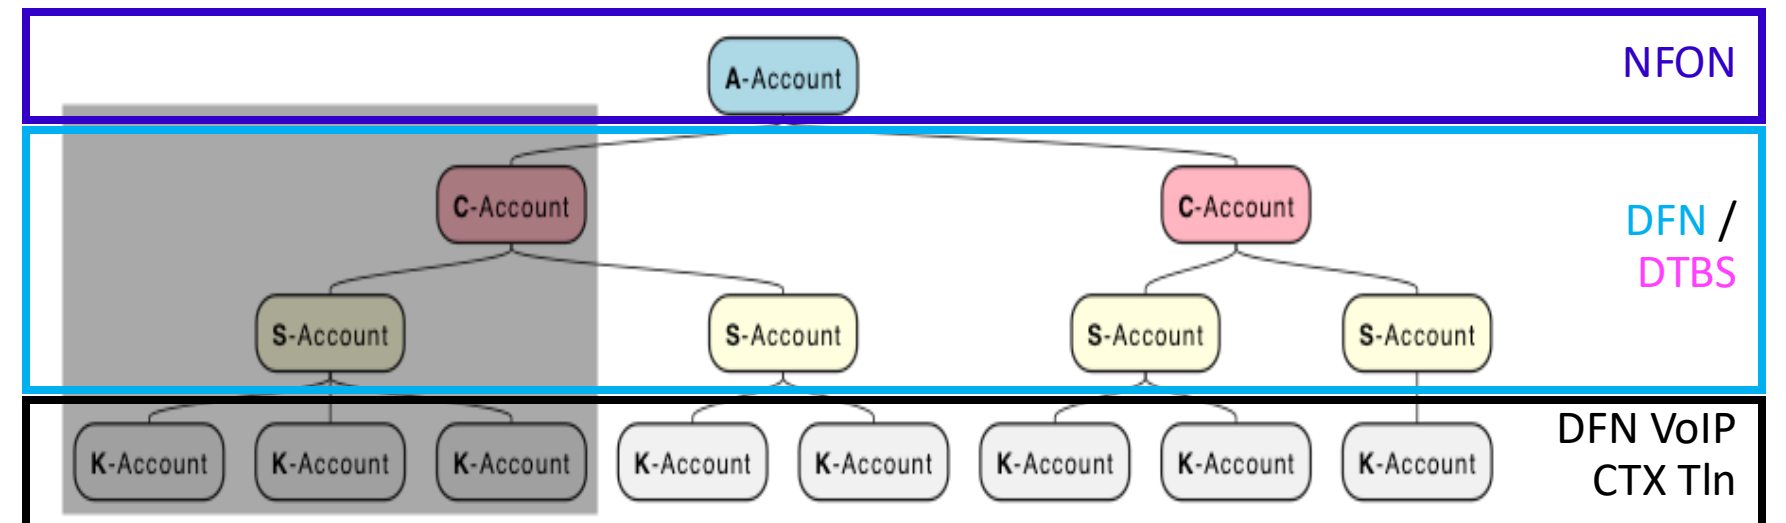 NFON
A-Account
C-Account
C-Account
DFN /
DTBS
S-Account
S-Account
S-Account
S-Account
DFN VoIP
CTX Tln
K-Account
K-Account
K-Account
K-Account
K-Account
K-Account
K-Account
K-Account